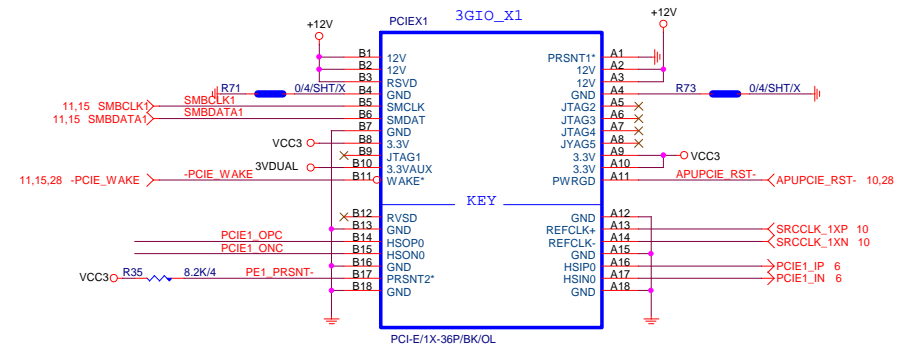 3GIO_X1
PCIEX1
+12V
+12V
B1 12V
B2 12V
B3 RSVD
R71 0/4/SHT/X B4 GND
11,15 SMBCLK1 SMBCLK1 B5 SMCLK
11,15 SMBDATA1 SMBDATA1 B6 SMDAT
B7 GND
VCC3 B8 3.3V
B9 JTAG1
3VDUAL B10 3.3VAUX
11,15,28 -PCIE_WAKE -PCIE_WAKE B11 WAKE*
PRSNT1* A1
12V A2
12V A3
GND A4 R73 0/4/SHT/X
JTAG2 A5
JTAG3 A6
JTAG4 A7
JYAG5 A8
3.3V A9 VCC3
3.3V A10
PWRGD A11 APUPCIE_RST- APUPCIE_RST- 10,28
KEY
B12 RVSD
B13 GND
PCIE1_OPC B14 HSOP0
PCIE1_ONC B15 HSON0
B16 GND
VCC3 R35 8.2K/4 PE1_PRSNT- B17 PRSNT2*
B18 GND
GND A12
REFCLK+ A13 SRCCLK_1XP 10
REFCLK- A14 SRCCLK_1XN 10
GND A15
HSIP0 A16 PCIE1_IP 6
HSIN0 A17 PCIE1_IN 6
GND A18
PCI-E/1X-36P/BK/OL